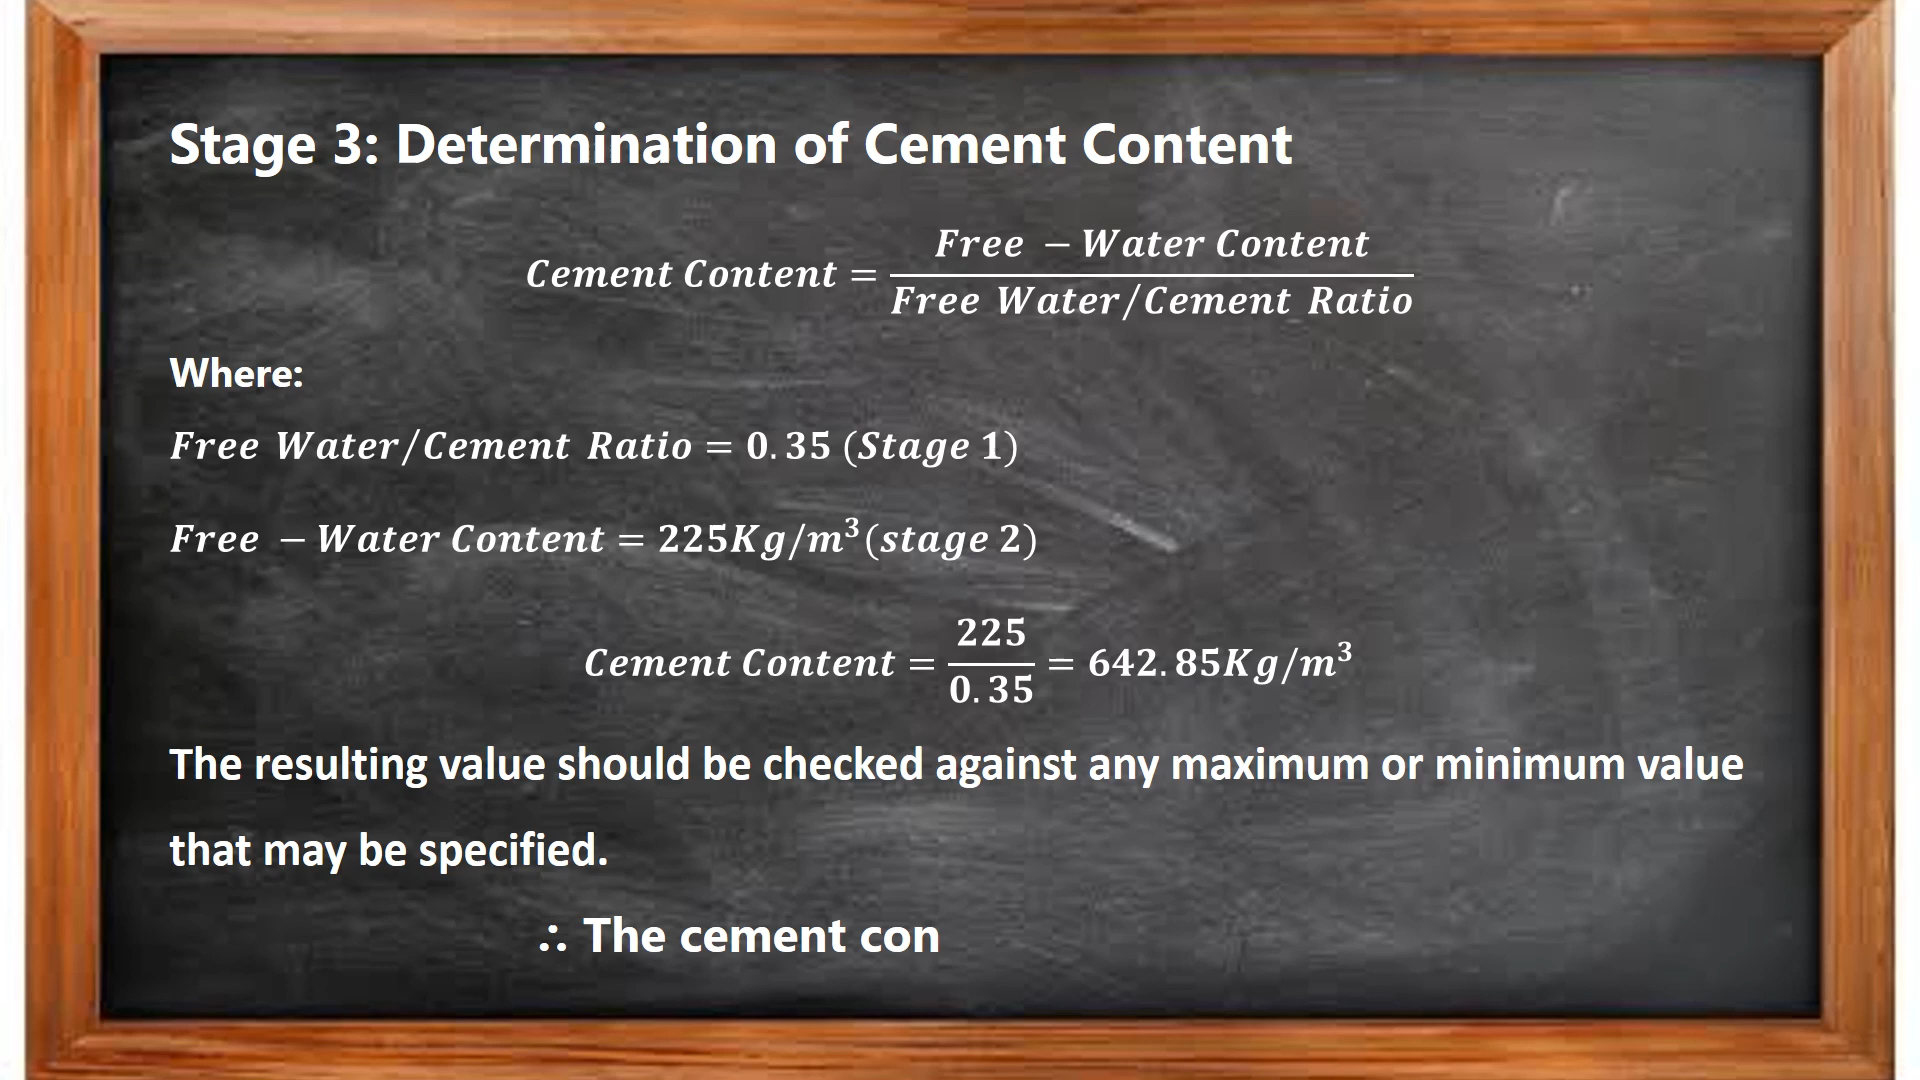 Stage 3: Determination of Cement Content
Cement Content = Free - Water Content / Free Water/Cement Ratio
Where:
Free Water/Cement Ratio = 0.35 (Stage 1)
Free - Water Content = 225Kg/m³(stage 2)
Cement Content = 225 / 0.35 = 642.85Kg/m³
The resulting value should be checked against any maximum or minimum value
that may be specified.
∴ The cement con